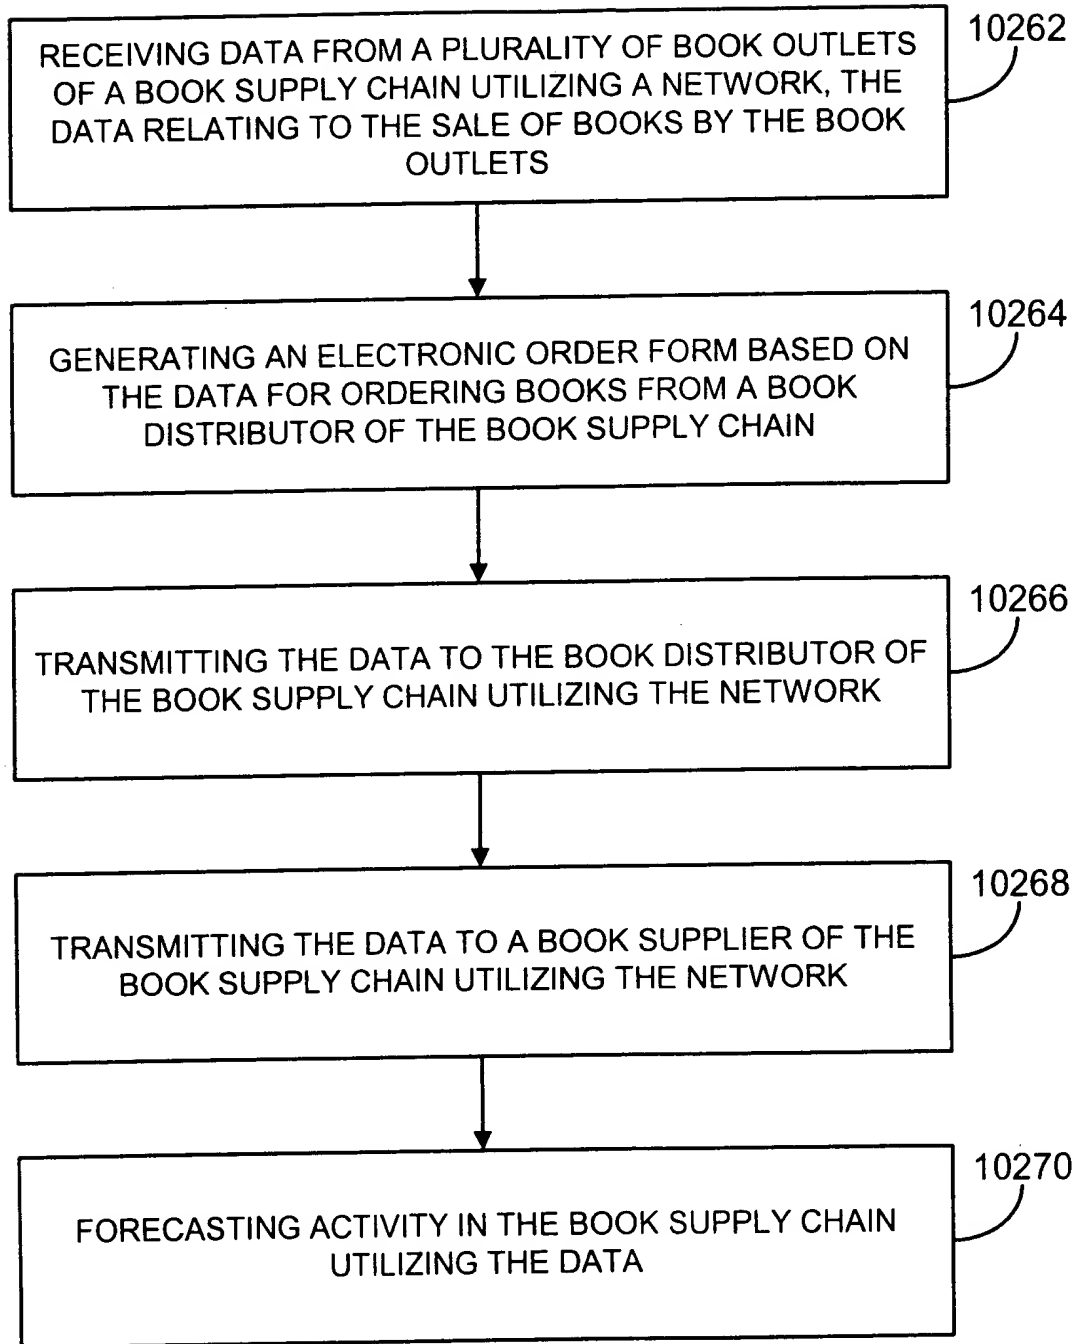 RECEIVING DATA FROM A PLURALITY OF BOOK OUTLETS
OF A BOOK SUPPLY CHAIN UTILIZING A NETWORK, THE
DATA RELATING TO THE SALE OF BOOKS BY THE BOOK
OUTLETS
10262
GENERATING AN ELECTRONIC ORDER FORM BASED ON
THE DATA FOR ORDERING BOOKS FROM A BOOK
DISTRIBUTOR OF THE BOOK SUPPLY CHAIN
10264
TRANSMITTING THE DATA TO THE BOOK DISTRIBUTOR OF
THE BOOK SUPPLY CHAIN UTILIZING THE NETWORK
10266
TRANSMITTING THE DATA TO A BOOK SUPPLIER OF THE
BOOK SUPPLY CHAIN UTILIZING THE NETWORK
10268
FORECASTING ACTIVITY IN THE BOOK SUPPLY CHAIN
UTILIZING THE DATA
10270